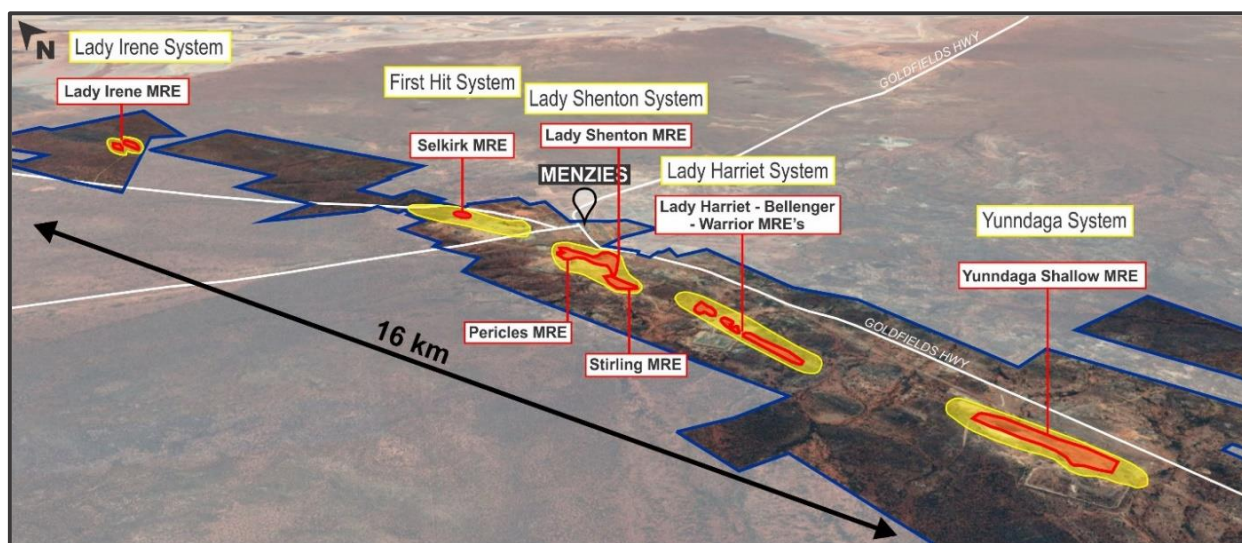 N
Lady Irene System
Lady Irene MRE
First Hit System
Selkirk MRE
Lady Shenton System
Lady Shenton MRE
MENZIES
GOLDFIELDS HWY
Lady Harriet System
Lady Harriet - Bellenger
- Warrior MRE's
Yunndaga System
Yunndaga Shallow MRE
Pericles MRE
Stirling MRE
GOLDFIELDS HWY
16 km